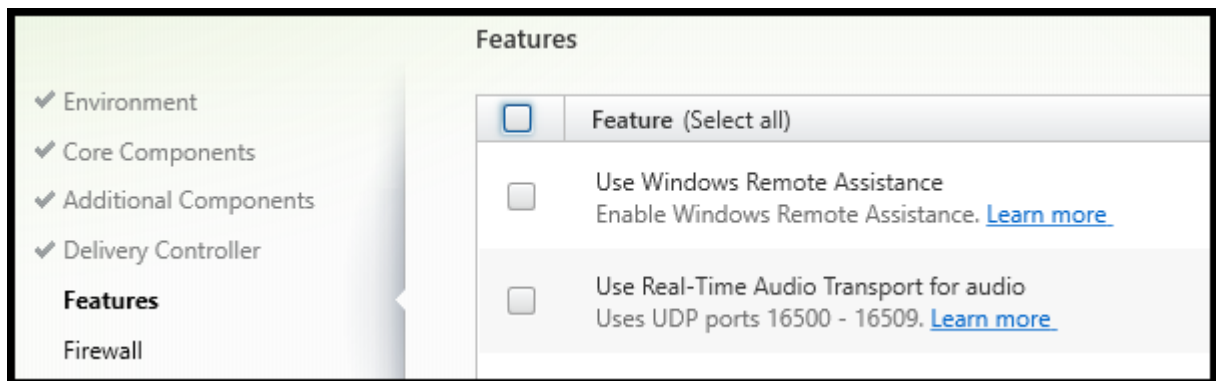 Features
Environment
Core Components
Additional Components
Delivery Controller
Features
Firewall
Feature (Select all)
Use Windows Remote Assistance
Enable Windows Remote Assistance. Learn more
Use Real-Time Audio Transport for audio
Uses UDP ports 16500 - 16509. Learn more